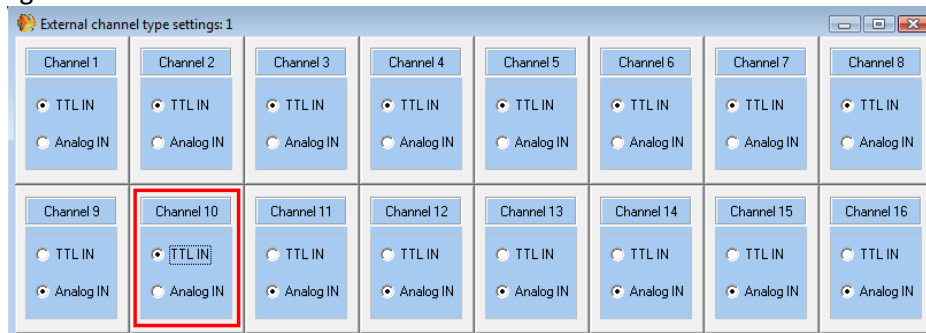 External channel type settings: 1
Channel 1 Channel 2 Channel 3 Channel 4 Channel 5 Channel 6 Channel 7 Channel 8
TTL IN TTL IN TTL IN TTL IN TTL IN TTL IN TTL IN TTL IN
Analog IN Analog IN Analog IN Analog IN Analog IN Analog IN Analog IN Analog IN
Channel 9 Channel 10 Channel 11 Channel 12 Channel 13 Channel 14 Channel 15 Channel 16
TTL IN TTL IN TTL IN TTL IN TTL IN TTL IN TTL IN TTL IN
Analog IN Analog IN Analog IN Analog IN Analog IN Analog IN Analog IN Analog IN